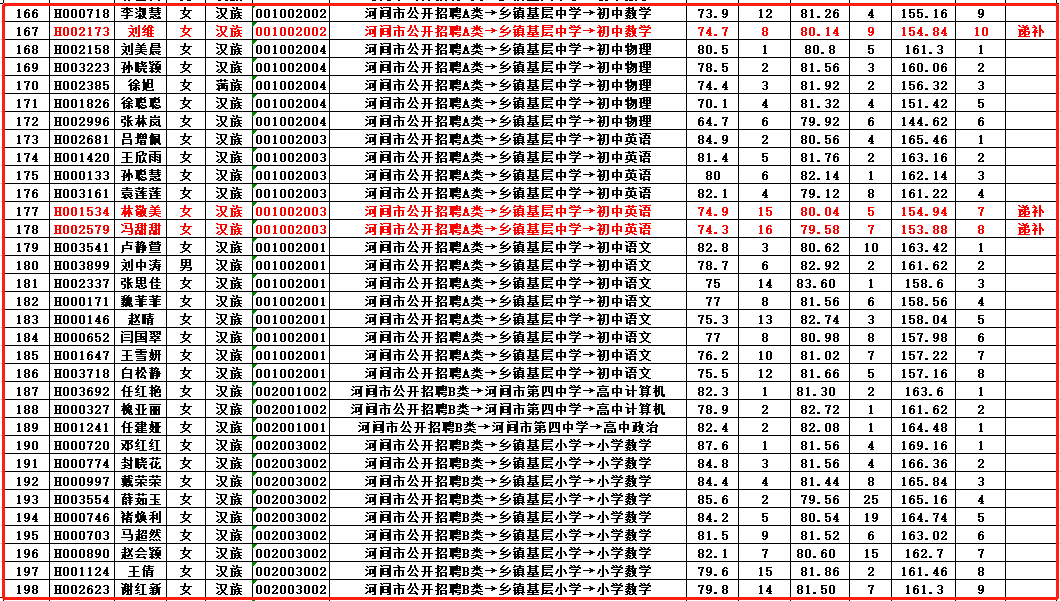 166 H000718 李淑慧 女 汉族 001002002 河间市公开招聘A类→乡镇基层中学→初中数学 73.9 12 81.26 4 155.16 9
167 H002173 刘维 女 汉族 001002002 河间市公开招聘A类→乡镇基层中学→初中数学 74.7 8 80.14 9 154.84 10 递补
168 H002158 刘美晨 女 汉族 001002004 河间市公开招聘A类→乡镇基层中学→初中物理 80.5 1 80.8 5 161.3 1
169 H003223 孙晓颖 女 汉族 001002004 河间市公开招聘A类→乡镇基层中学→初中物理 78.5 2 81.56 3 160.06 2
170 H002385 徐旭 女 满族 001002004 河间市公开招聘A类→乡镇基层中学→初中物理 74.4 3 81.92 2 156.32 3
171 H001826 徐聪聪 女 汉族 001002004 河间市公开招聘A类→乡镇基层中学→初中物理 70.1 4 81.32 4 151.42 5
172 H002996 张林岚 女 汉族 001002004 河间市公开招聘A类→乡镇基层中学→初中物理 64.7 6 79.92 6 144.62 6
173 H002681 吕增佩 女 汉族 001002003 河间市公开招聘A类→乡镇基层中学→初中英语 84.9 2 80.56 4 165.46 1
174 H001420 王欣雨 女 汉族 001002003 河间市公开招聘A类→乡镇基层中学→初中英语 81.4 5 81.76 2 163.16 2
175 H000133 孙聪慧 女 汉族 001002003 河间市公开招聘A类→乡镇基层中学→初中英语 80 6 82.14 1 162.14 3
176 H003161 袁莲莲 女 汉族 001002003 河间市公开招聘A类→乡镇基层中学→初中英语 82.1 4 79.12 8 161.22 4
177 H001534 林敬美 女 汉族 001002003 河间市公开招聘A类→乡镇基层中学→初中英语 74.9 15 80.04 5 154.94 7 递补
178 H002579 冯甜甜 女 汉族 001002003 河间市公开招聘A类→乡镇基层中学→初中英语 74.3 16 79.58 7 153.88 8 递补
179 H003541 卢静萱 女 汉族 001002001 河间市公开招聘A类→乡镇基层中学→初中语文 82.8 3 80.62 10 163.42 1
180 H003899 刘中涛 男 汉族 001002001 河间市公开招聘A类→乡镇基层中学→初中语文 78.7 6 82.92 2 161.62 2
181 H002337 张思佳 女 汉族 001002001 河间市公开招聘A类→乡镇基层中学→初中语文 75 14 83.60 1 158.6 3
182 H000171 魏菲菲 女 汉族 001002001 河间市公开招聘A类→乡镇基层中学→初中语文 77 8 81.56 6 158.56 4
183 H000146 赵晴 女 汉族 001002001 河间市公开招聘A类→乡镇基层中学→初中语文 75.3 13 82.74 3 158.04 5
184 H000652 闫国翠 女 汉族 001002001 河间市公开招聘A类→乡镇基层中学→初中语文 77 8 80.98 8 157.98 6
185 H001647 王雪妍 女 汉族 001002001 河间市公开招聘A类→乡镇基层中学→初中语文 76.2 10 81.02 7 157.22 7
186 H003718 白松静 女 汉族 001002001 河间市公开招聘A类→乡镇基层中学→初中语文 75.5 12 81.66 5 157.16 8
187 H003692 任红艳 女 汉族 002001002 河间市公开招聘B类→河间市第四中学→高中计算机 82.3 1 81.30 2 163.6 1
188 H000327 槐亚丽 女 汉族 002001002 河间市公开招聘B类→河间市第四中学→高中计算机 78.9 2 82.72 1 161.62 2
189 H001241 任建娅 女 汉族 002001001 河间市公开招聘B类→河间市第四中学→高中政治 82.4 2 82.08 1 164.48 1
190 H000720 邓红红 女 汉族 002003002 河间市公开招聘B类→乡镇基层小学→小学数学 87.6 1 81.56 4 169.16 1
191 H000774 封晓花 女 汉族 002003002 河间市公开招聘B类→乡镇基层小学→小学数学 84.8 3 81.56 4 166.36 2
192 H000997 戴荣荣 女 汉族 002003002 河间市公开招聘B类→乡镇基层小学→小学数学 84.4 4 81.44 8 165.84 3
193 H003554 薛茹玉 女 汉族 002003002 河间市公开招聘B类→乡镇基层小学→小学数学 85.6 2 79.56 25 165.16 4
194 H000746 褚焕利 女 汉族 002003002 河间市公开招聘B类→乡镇基层小学→小学数学 84.2 5 80.54 19 164.74 5
195 H000703 马超然 女 汉族 002003002 河间市公开招聘B类→乡镇基层小学→小学数学 81.5 9 81.52 6 163.02 6
196 H000890 赵会颖 女 汉族 002003002 河间市公开招聘B类→乡镇基层小学→小学数学 82.1 7 80.60 15 162.7 7
197 H001124 王倩 女 汉族 002003002 河间市公开招聘B类→乡镇基层小学→小学数学 79.6 15 81.86 2 161.46 8
198 H002623 谢红新 女 汉族 002003002 河间市公开招聘B类→乡镇基层小学→小学数学 79.8 14 81.50 7 161.3 9